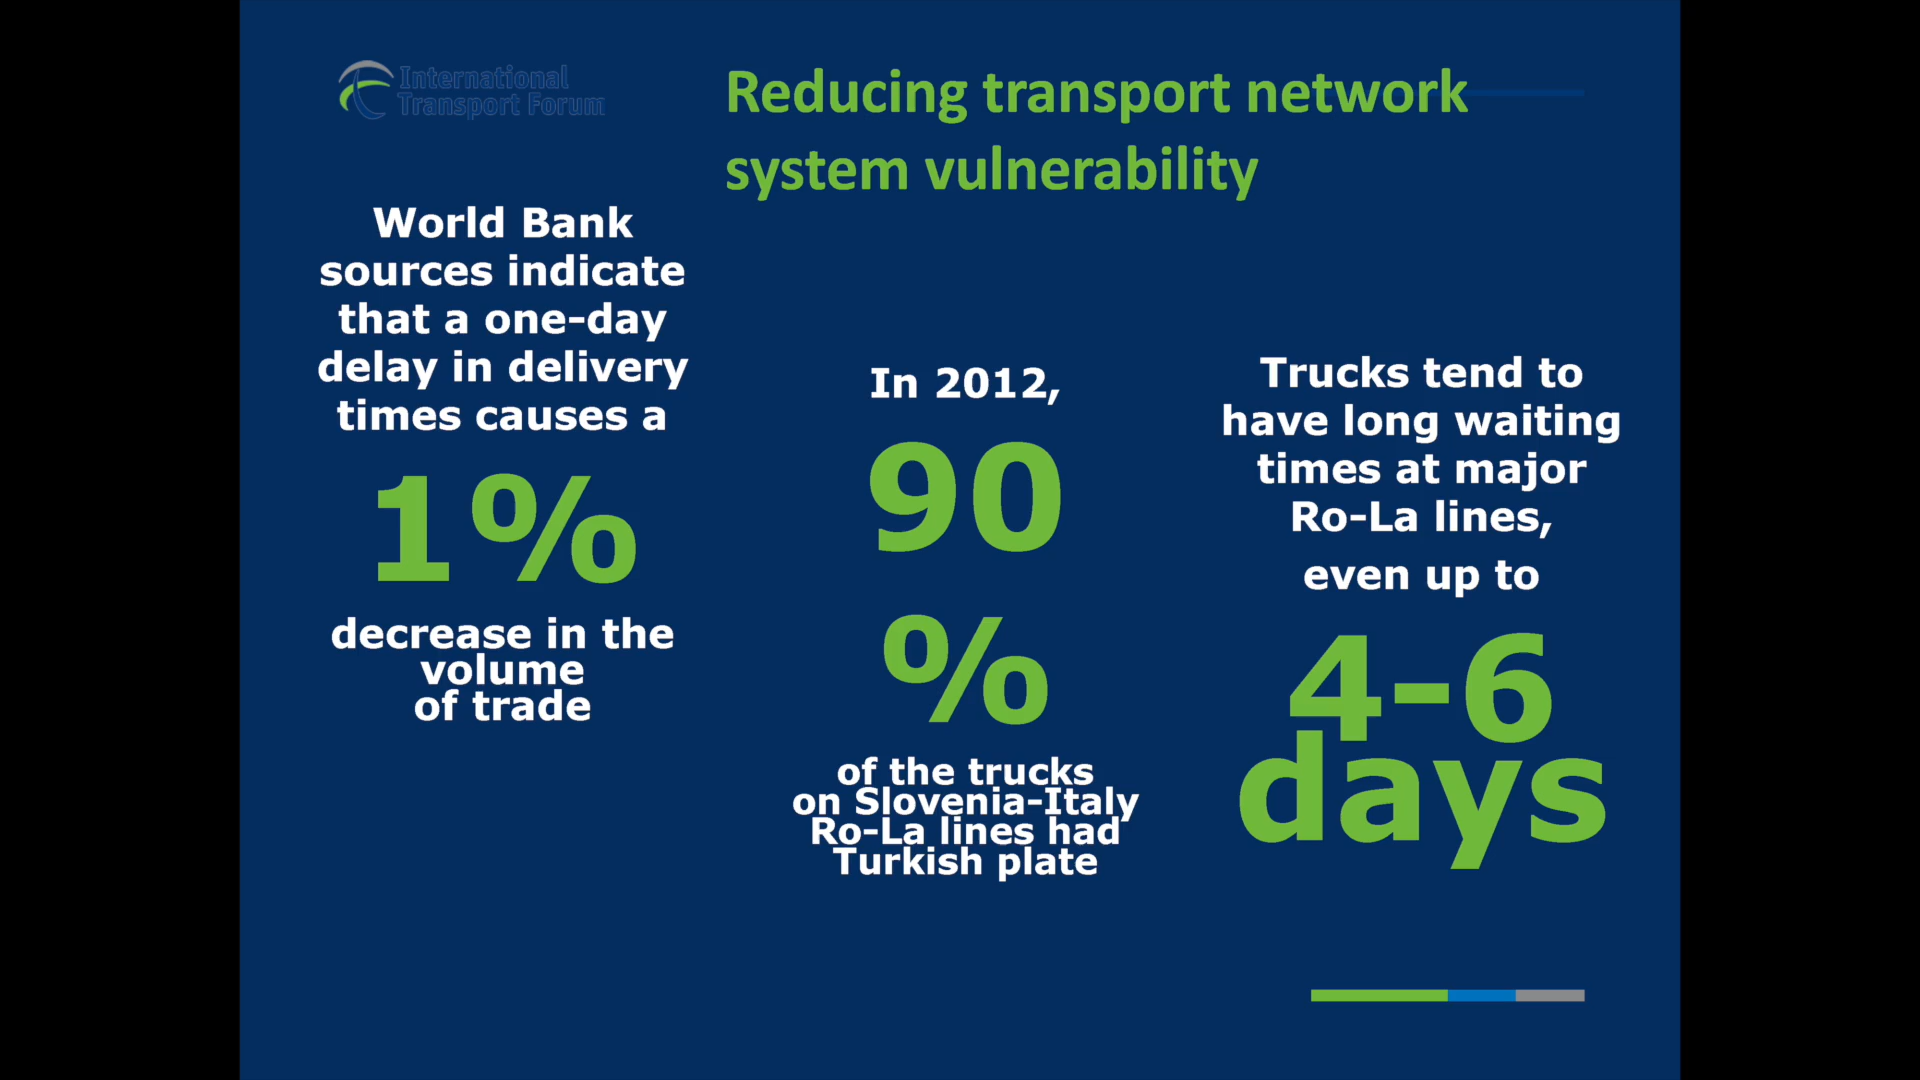 International
Transport Forum
Reducing transport network
system vulnerability
World Bank
sources indicate
that a one-day
delay in delivery
times causes a
1%
decrease in the
volume
of trade
In 2012,
90
%
of the trucks
on Slovenia-Italy
Ro-La lines had
Turkish plate
Trucks tend to
have long waiting
times at major
Ro-La lines,
even up to
4-6
days